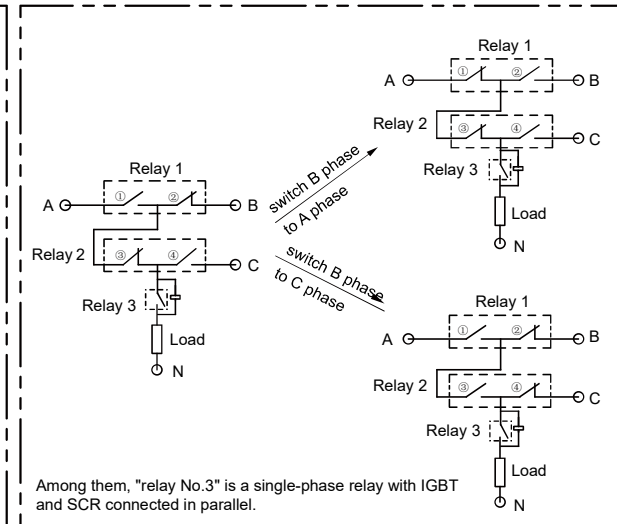 Relay 1
① ②
A B
Relay 2
③ ④
C
Relay 3
Load
N
switch B phase
to A phase
switch B phase
to C phase
Relay 1
① ②
A B
Relay 2
③ ④
C
Relay 3
Load
N
Relay 1
① ②
A B
Relay 2
③ ④
C
Relay 3
Load
N
Among them, "relay No.3" is a single-phase relay with IGBT
and SCR connected in parallel.